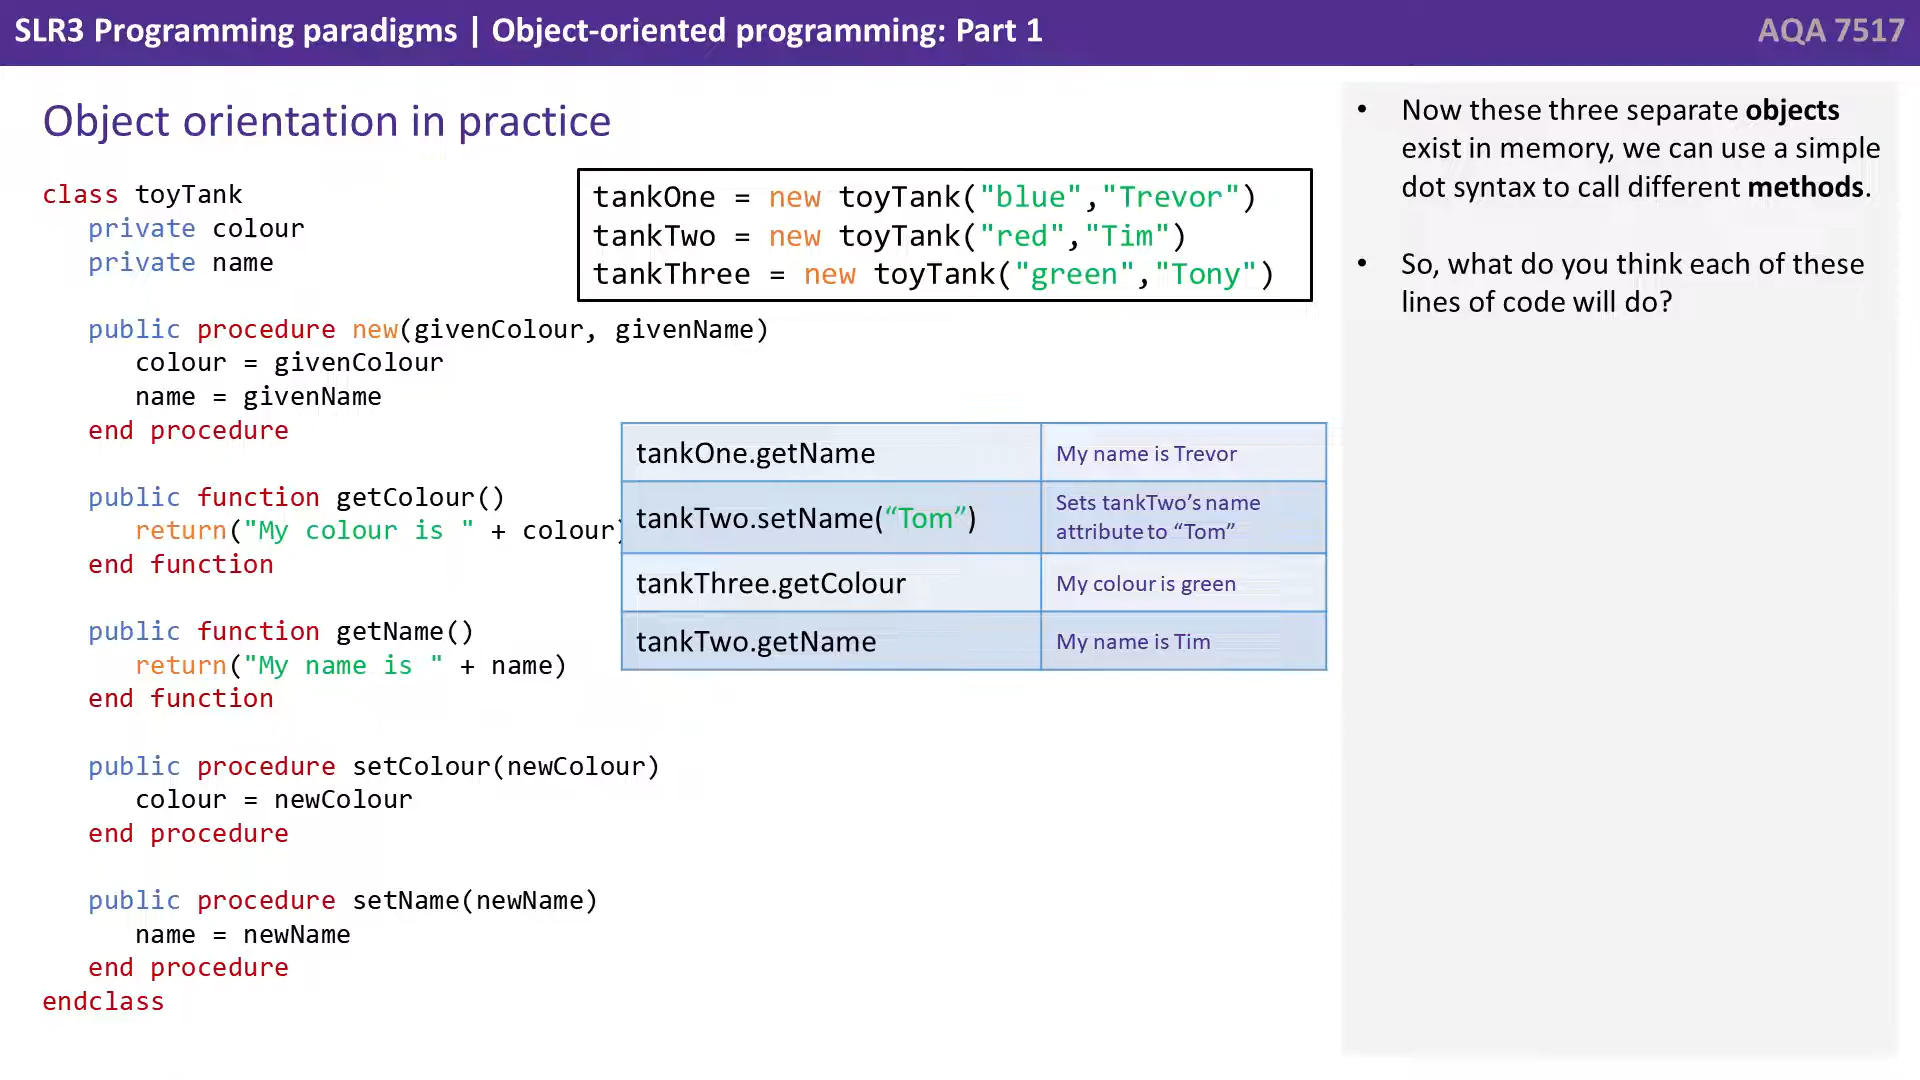 SLR3 Programming paradigms | Object-oriented programming: Part 1
AQA 7517
Object orientation in practice
class toyTank
private colour
private name
public procedure new(givenColour, givenName)
colour = givenColour
name = givenName
end procedure
public function getColour()
return("My colour is " + colour)
end function
public function getName()
return("My name is " + name)
end function
public procedure setColour(newColour)
colour = newColour
end procedure
public procedure setName(newName)
name = newName
end procedure
endclass
tankOne = new toyTank("blue","Trevor")
tankTwo = new toyTank("red","Tim")
tankThree = new toyTank("green","Tony")
tankOne.getName
My name is Trevor
tankTwo.setName(“Tom”)
Sets tankTwo’s name
attribute to “Tom”
tankThree.getColour
My colour is green
tankTwo.getName
My name is Tim
• Now these three separate objects
exist in memory, we can use a simple
dot syntax to call different methods.
• So, what do you think each of these
lines of code will do?